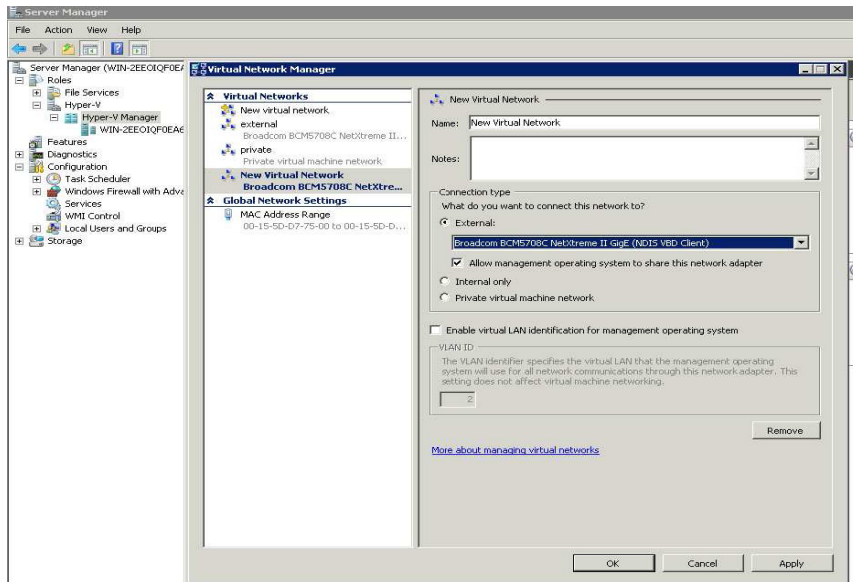 Server Manager
File Action View Help
Server Manager (WIN-2EEOIQF0EA
Roles
File Services
Hyper-V
Hyper-V Manager
WIN-2EEOIQF0EA6
Features
Diagnostics
Configuration
Task Scheduler
Windows Firewall with Adva
Services
WMI Control
Local Users and Groups
Storage
Virtual Network Manager
Virtual Networks
New virtual network
external
Broadcom BCM5708C NetXtreme II...
private
Private virtual machine network
New Virtual Network
Broadcom BCM5708C NetXtre...
Global Network Settings
MAC Address Range
00-15-5D-D7-75-00 to 00-15-5D-D...
New Virtual Network
Name: New Virtual Network
Notes:
Connection type
What do you want to connect this network to?
External:
Broadcom BCM5708C NetXtreme II GigE (NDIS VBD Client)
Allow management operating system to share this network adapter
Internal only
Private virtual machine network
Enable virtual LAN identification for management operating system
VLAN ID
The VLAN identifier specifies the virtual LAN that the management operating
system will use for all network communications through this network adapter. This
setting does not affect virtual machine networking.
2
Remove
More about managing virtual networks
OK Cancel Apply